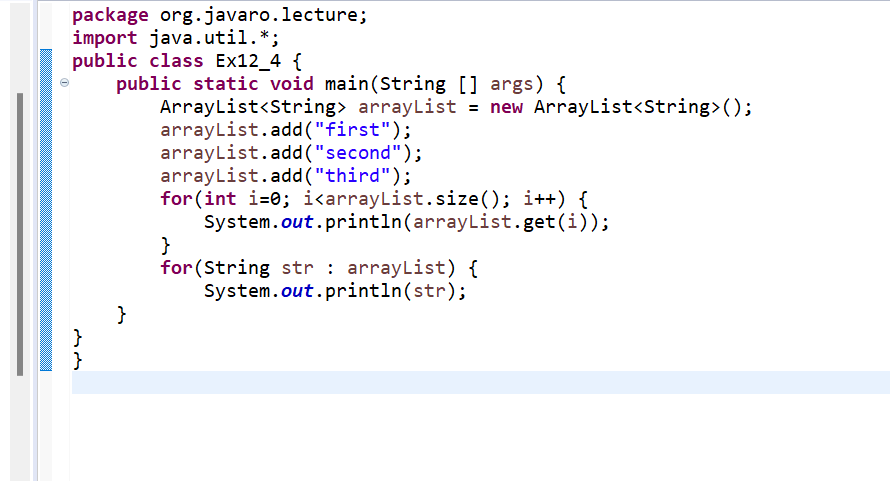 package org.javaro.lecture;
import java.util.*;
public class Ex12_4 {
    public static void main(String [] args) {
        ArrayList<String> arrayList = new ArrayList<String>();
        arrayList.add("first");
        arrayList.add("second");
        arrayList.add("third");
        for(int i=0; i<arrayList.size(); i++) {
            System.out.println(arrayList.get(i));
        }
        for(String str : arrayList) {
            System.out.println(str);
    }
}
}